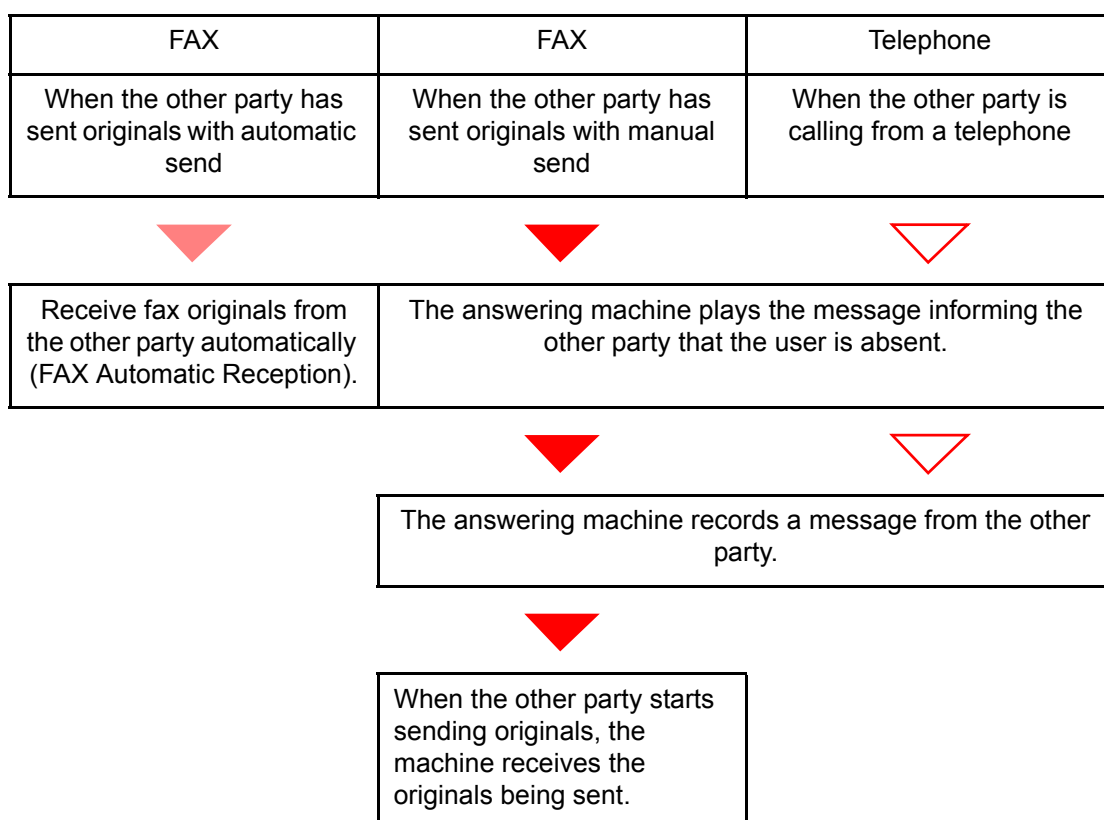 FAX
FAX
Telephone
When the other party has
sent originals with automatic
send
When the other party has
sent originals with manual
send
When the other party is
calling from a telephone
Receive fax originals from
the other party automatically
(FAX Automatic Reception).
The answering machine plays the message informing the
other party that the user is absent.
The answering machine records a message from the other
party.
When the other party starts
sending originals, the
machine receives the
originals being sent.